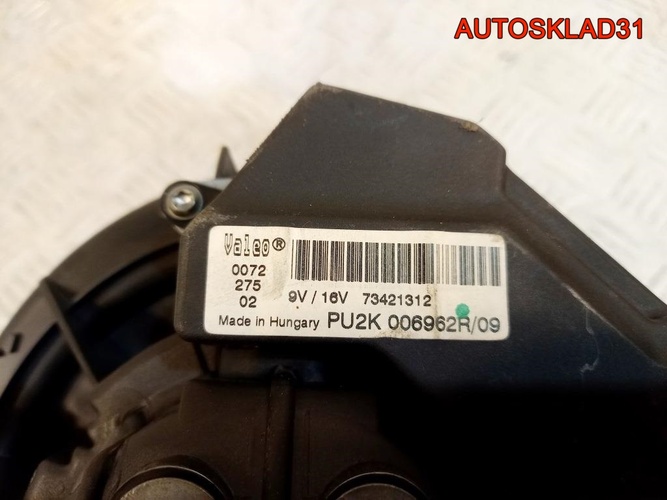 AUTOSKLAD31
Valeo®
0072
275
02
9V / 16V 73421312
Made in Hungary PU2K 006962R/09